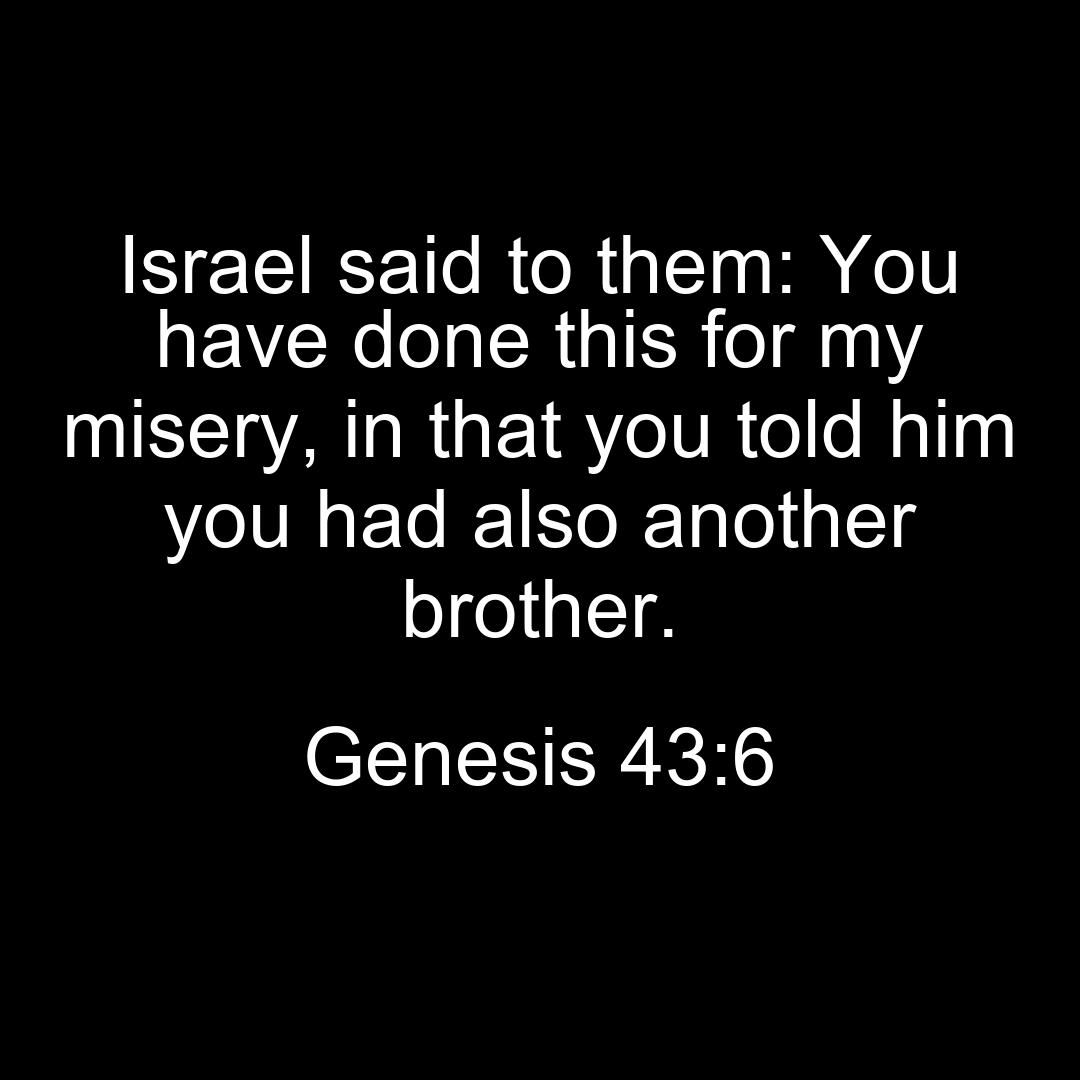 Israel said to them: You
have done this for my
misery, in that you told him
you had also another
brother.
Genesis 43:6